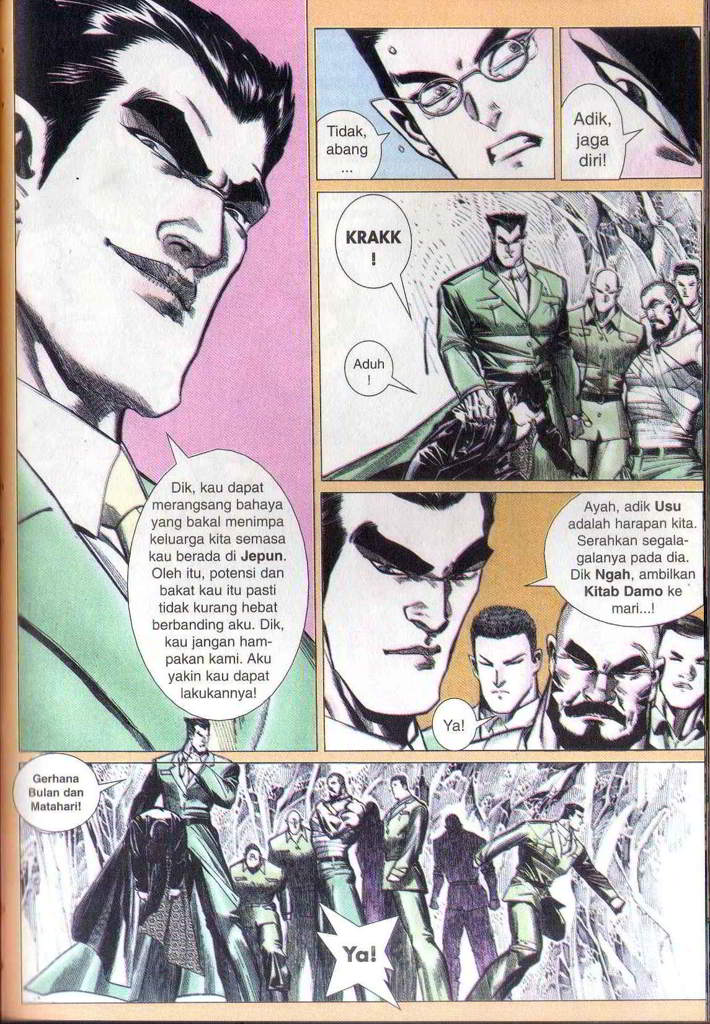 Dik, kau dapat
merangsang bahaya
yang bakal menimpa
keluarga kita semasa
kau berada di Jepun.
Oleh itu, potensi dan
bakat kau itu pasti
tidak kurang hebat
berbanding aku. Dik,
kau jangan ham-
pakan kami. Aku
yakin kau dapat
lakukannya!
Tidak,
abang
...
Adik,
jaga
diri!
KRAKK
!
Aduh
!
Ayah, adik Usu
adalah harapan kita.
Serahkan segala-
galanya pada dia.
Dik Ngah, ambilkan
Kitab Damo ke
mari...!
Ya!
Gerhana
Bulan dan
Matahari!
Ya!